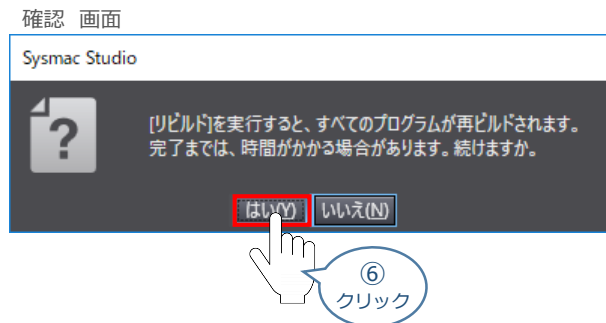 確認 画面
Sysmac Studio
[リビルド]を実行すると、すべてのプログラムが再ビルドされます。
完了までは、時間がかかる場合があります。続けますか。
はい(Y) いいえ(N)
⑥
クリック